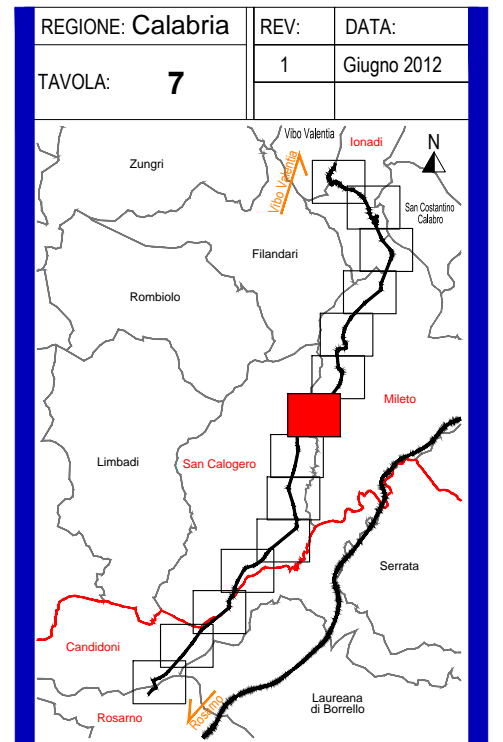 REGIONE: Calabria
REV:
DATA:
TAVOLA: 7
1
Giugno 2012
Vibo Valentia
Ionadi
N
Zungri
Vibo Valentia
San Costantino
Calabro
Filandari
Rombiolo
Mileto
Limbadi
San Calogero
Serrata
Candidoni
Laureana
di Borrello
Rosarno
Rosarno